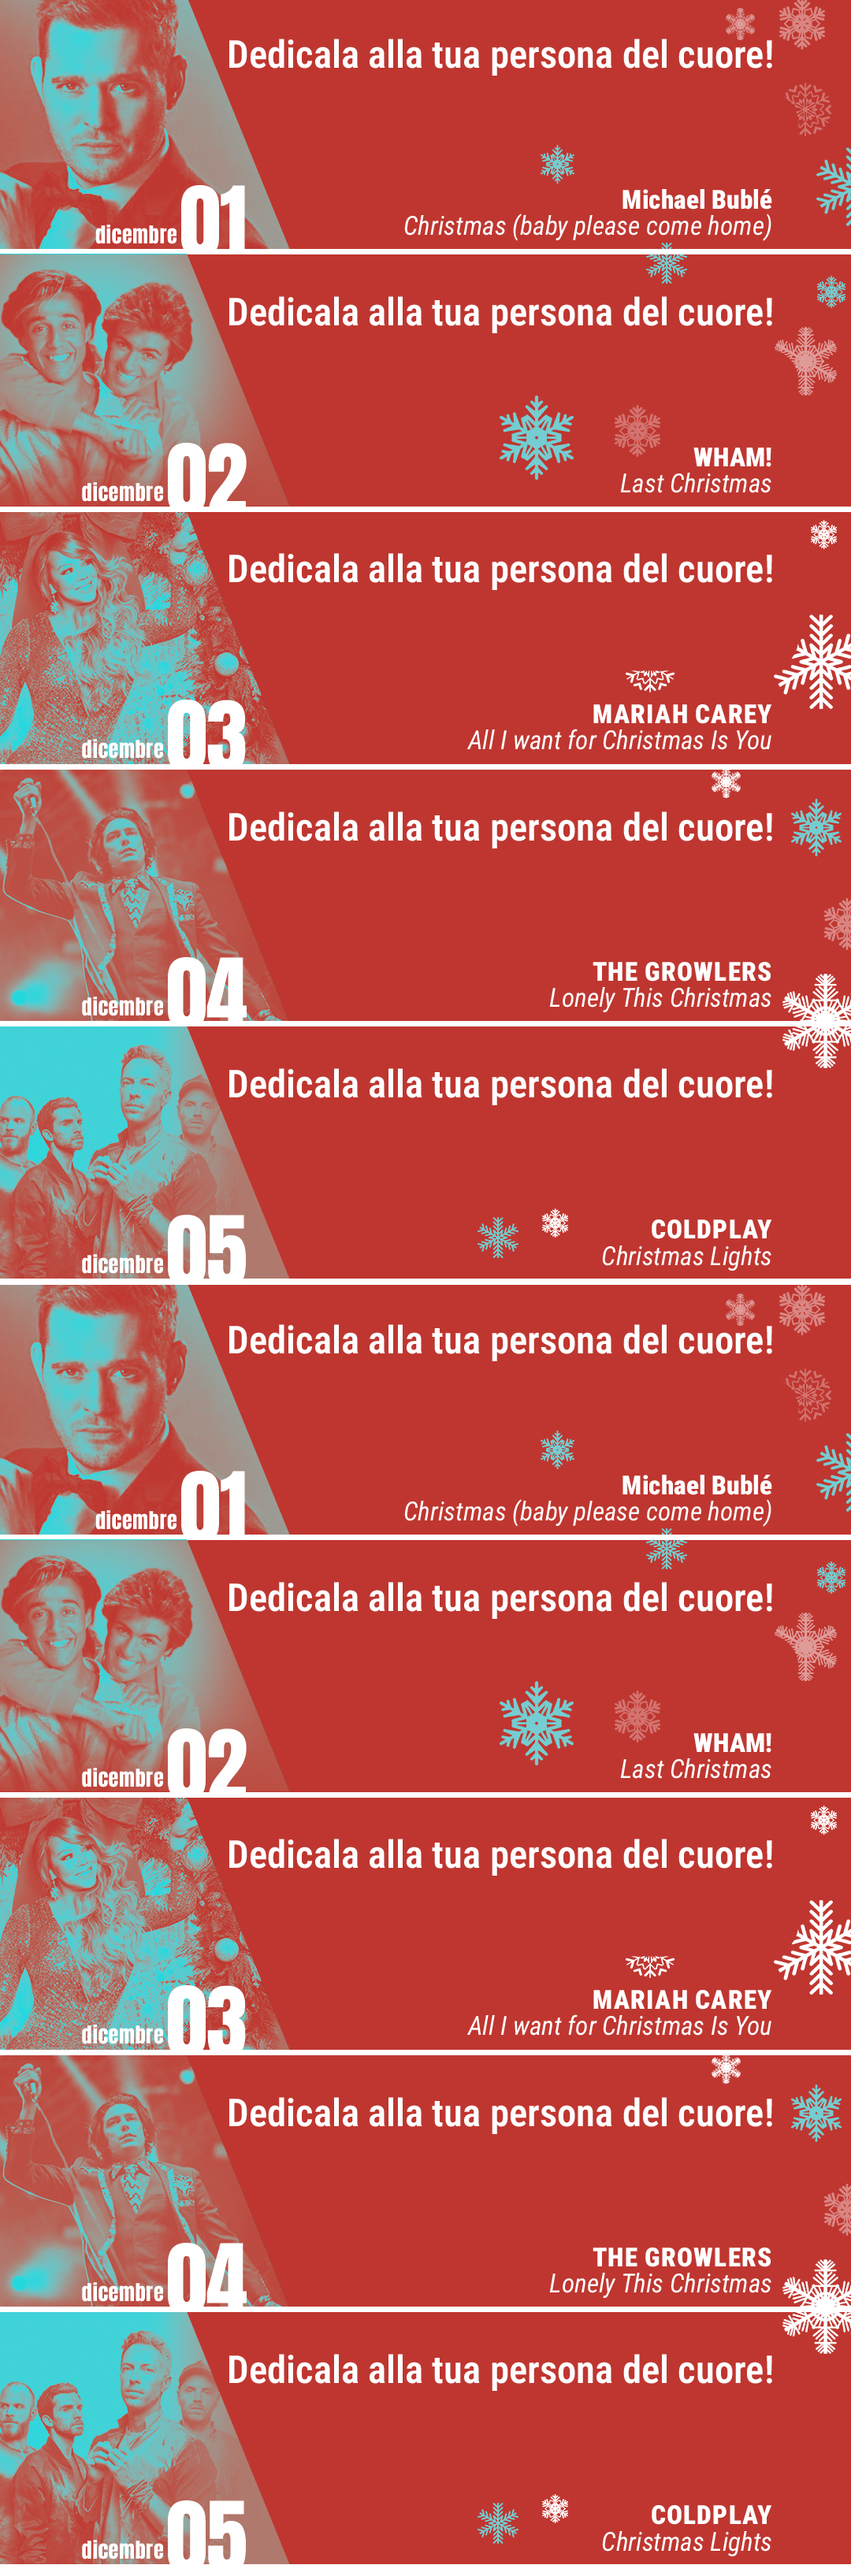 Dedicala alla tua persona del cuore!
Michael Bublé
Christmas (baby please come home)
dicembre 01
Dedicala alla tua persona del cuore!
WHAM!
Last Christmas
dicembre 02
Dedicala alla tua persona del cuore!
MARIAH CAREY
All I want for Christmas Is You
dicembre 03
Dedicala alla tua persona del cuore!
THE GROWLERS
Lonely This Christmas
dicembre 04
Dedicala alla tua persona del cuore!
COLDPLAY
Christmas Lights
dicembre 05
Dedicala alla tua persona del cuore!
Michael Bublé
Christmas (baby please come home)
dicembre 01
Dedicala alla tua persona del cuore!
WHAM!
Last Christmas
dicembre 02
Dedicala alla tua persona del cuore!
MARIAH CAREY
All I want for Christmas Is You
dicembre 03
Dedicala alla tua persona del cuore!
THE GROWLERS
Lonely This Christmas
dicembre 04
Dedicala alla tua persona del cuore!
COLDPLAY
Christmas Lights
dicembre 05